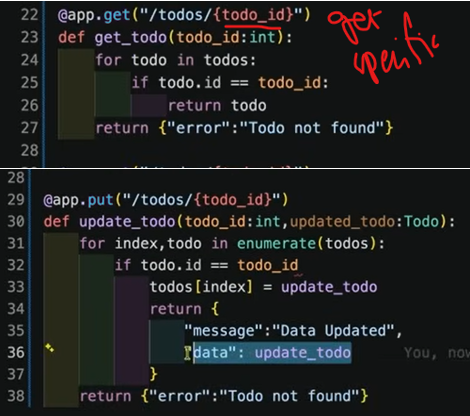 22 @app.get("/todos/{todo_id}")
get
23 def get_todo(todo_id:int):
specific
24 for todo in todos:
25 if todo.id == todo_id:
26 return todo
27 return {"error":"Todo not found"}
28
28
29 @app.put("/todos/{todo_id}")
30 def update_todo(todo_id:int,updated_todo:Todo):
31 for index,todo in enumerate(todos):
32 if todo.id == todo_id
33 todos[index] = update_todo
34 return {
35 "message":"Data Updated",
36 "data": update_todo You, now
37 }
38 return {"error":"Todo not found"}